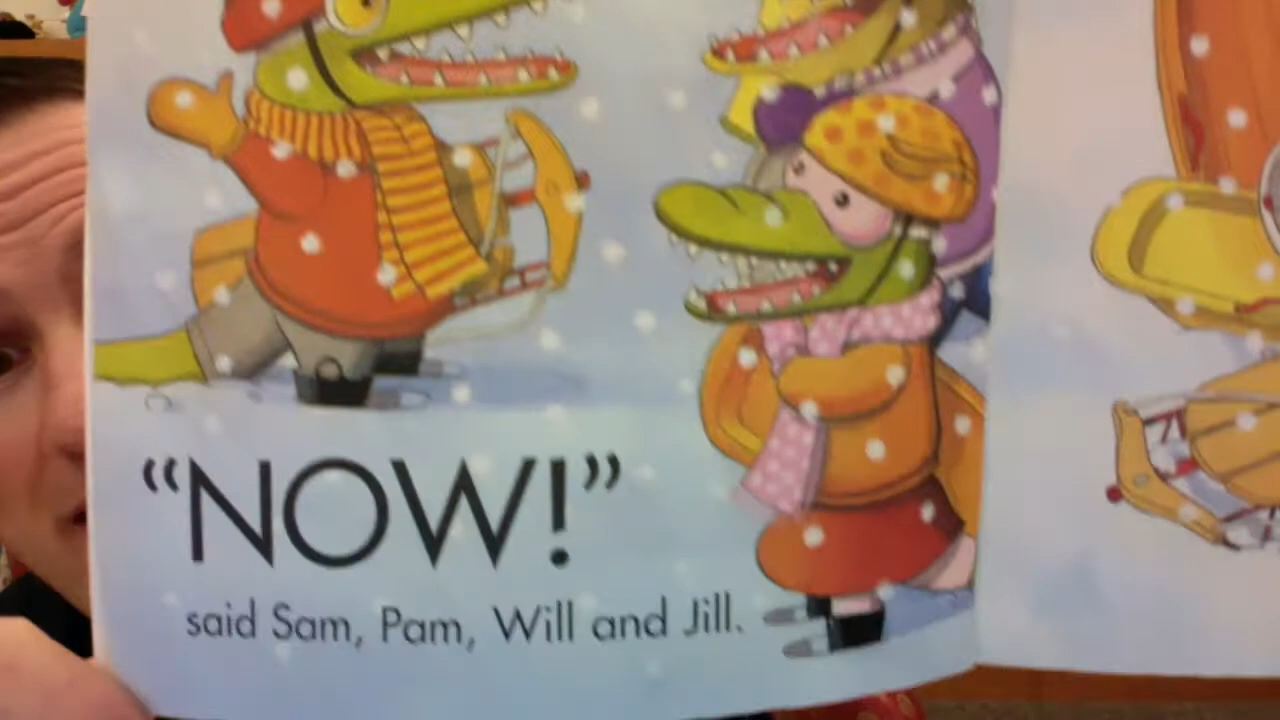 “NOW!”
said Sam, Pam, Will and Jill.